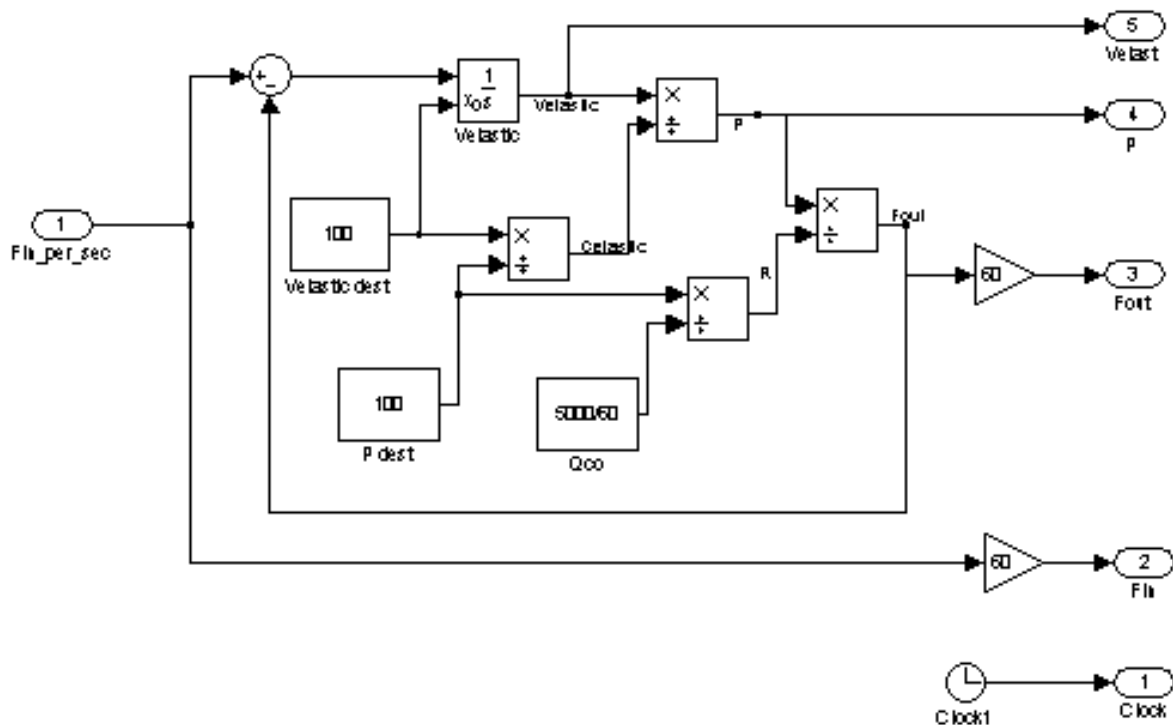 5
Velast
+
-
1
x₀ s
Velastic
Velastic
×
÷
P
4
P
1
Fin_per_sec
100
Velastic dest
×
÷
Celastic
×
÷
Fout
R
×
÷
60
3
Fout
100
P dest
5000/60
Qco
60
2
Fin
Clock1
1
Clock